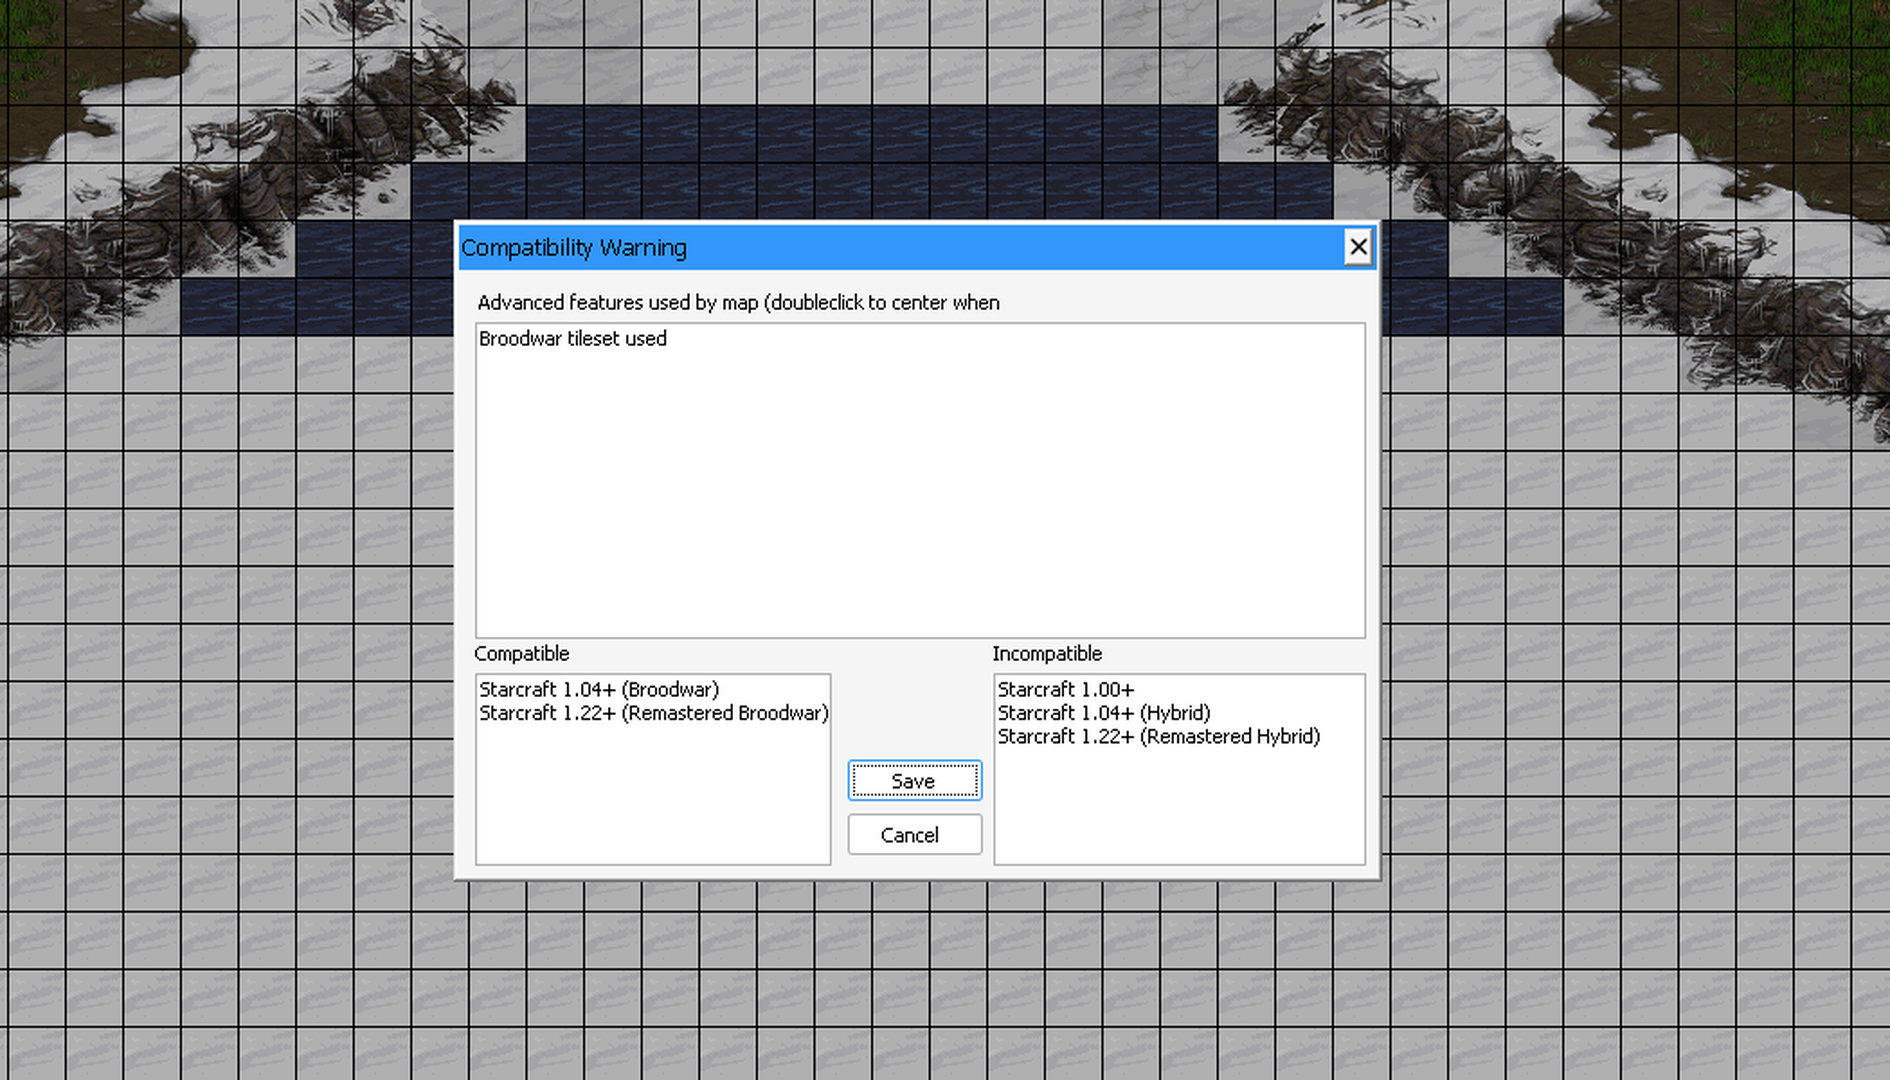 Compatibility Warning
Advanced features used by map (doubleclick to center when
Broodwar tileset used
Compatible
Starcraft 1.04+ (Broodwar)
Starcraft 1.22+ (Remastered Broodwar)
Save
Cancel
Incompatible
Starcraft 1.00+
Starcraft 1.04+ (Hybrid)
Starcraft 1.22+ (Remastered Hybrid)